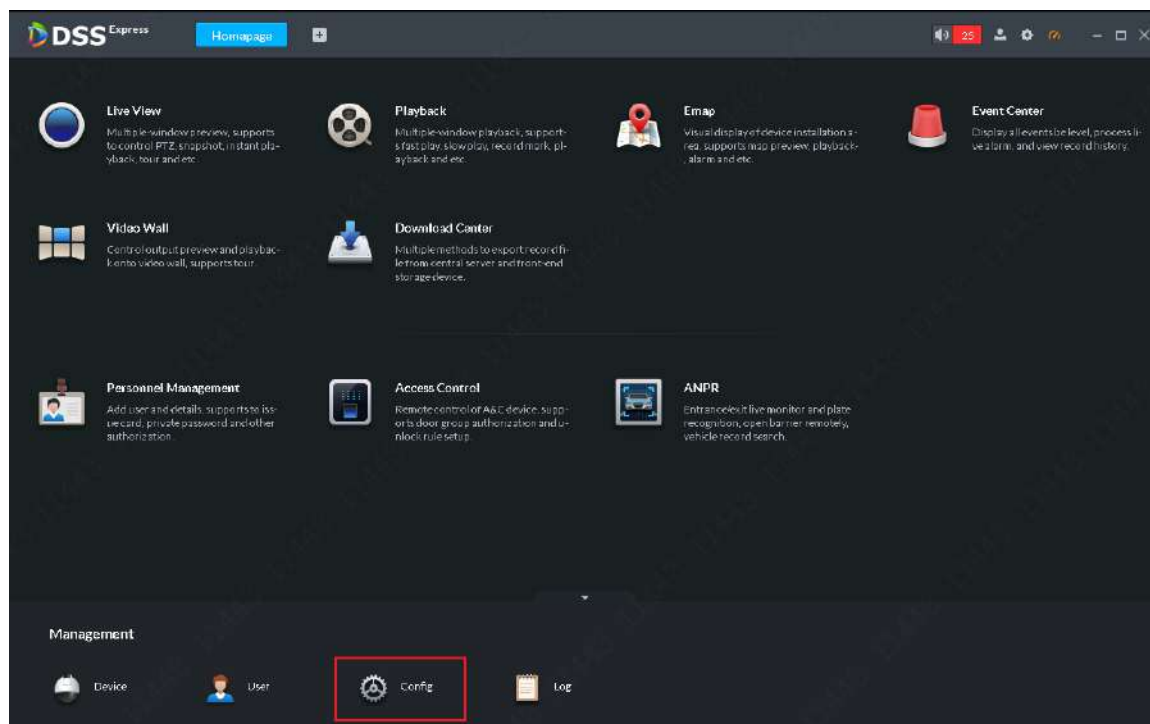 DSS Express
Homepage
25
Live View
Multiple-window preview, supports
to control PTZ, snapshot, instant pla-
yback, tour and etc.
Playback
Multiple-window playback, support-
s fast play, slow play, record mark, pl-
ayback and etc.
Emap
Visual display of device installation a-
rea, supports map preview, playback-
, alarm and etc.
Event Center
Display all events be level, process li-
ve alarm, and view record history.
Video Wall
Control output preview and playbac-
k onto video wall, supports tour.
Download Center
Multiple methods to export record fi-
le from central server and front-end
storage device.
Personnel Management
Add user and details, supports to iss-
ue card, private password and other
authorization.
Access Control
Remote control of A&C device, supp-
orts door group authorization and u-
nlock rule setup.
ANPR
Entrance/exit live monitor and plate
recognition, open barrier remotely,
vehicle record search.
Management
Device
User
Config
Log